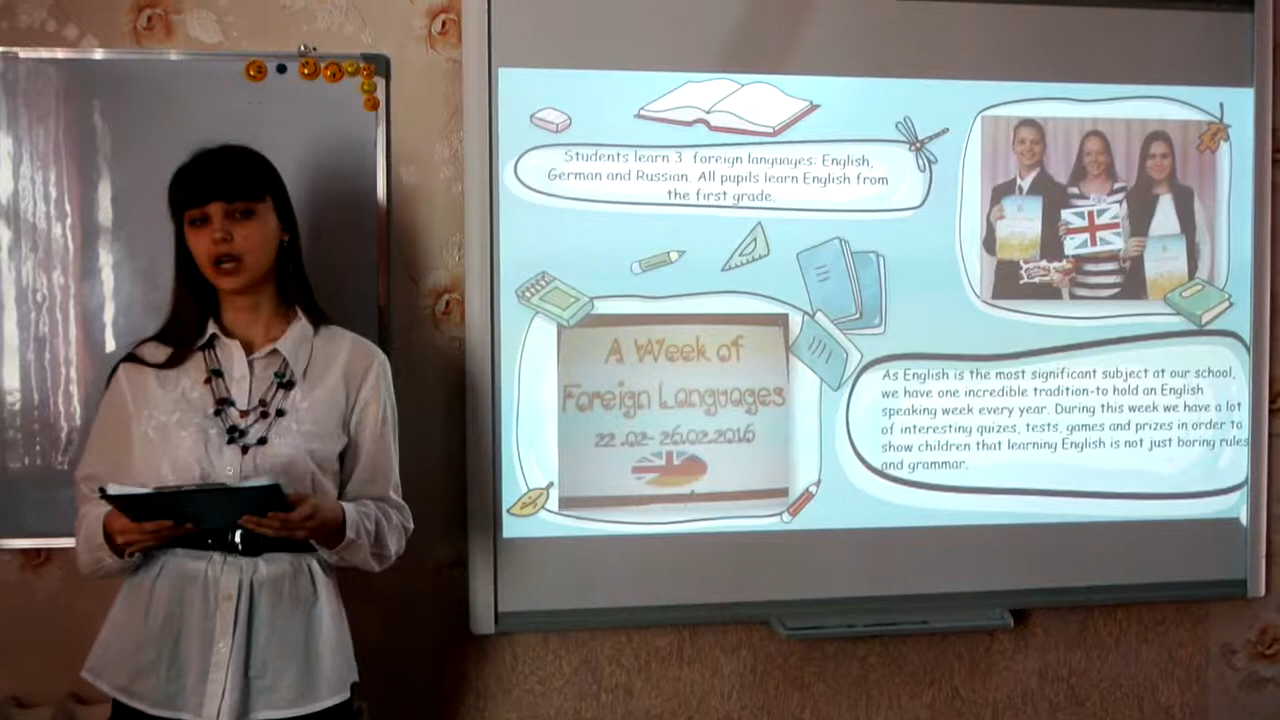 Students learn 3 foreign languages: English,
German and Russian. All pupils learn English from
the first grade.
A Week of
Foreign Languages
22.02-26.02.2016
As English is the most significant subject at our school,
we have one incredible tradition-to hold an English
speaking week every year. During this week we have a lot
of interesting quizes, tests, games and prizes in order to
show children that learning English is not just boring rules
and grammar.